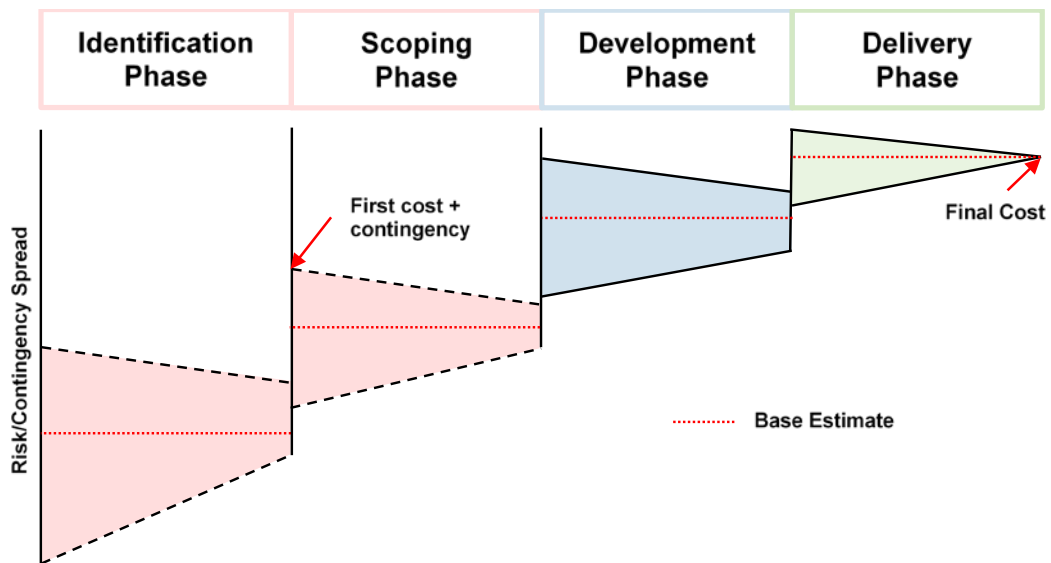 Identification
Phase
Scoping
Phase
Development
Phase
Delivery
Phase
First cost +
contingency
Final Cost
Risk/Contingency Spread
Base Estimate